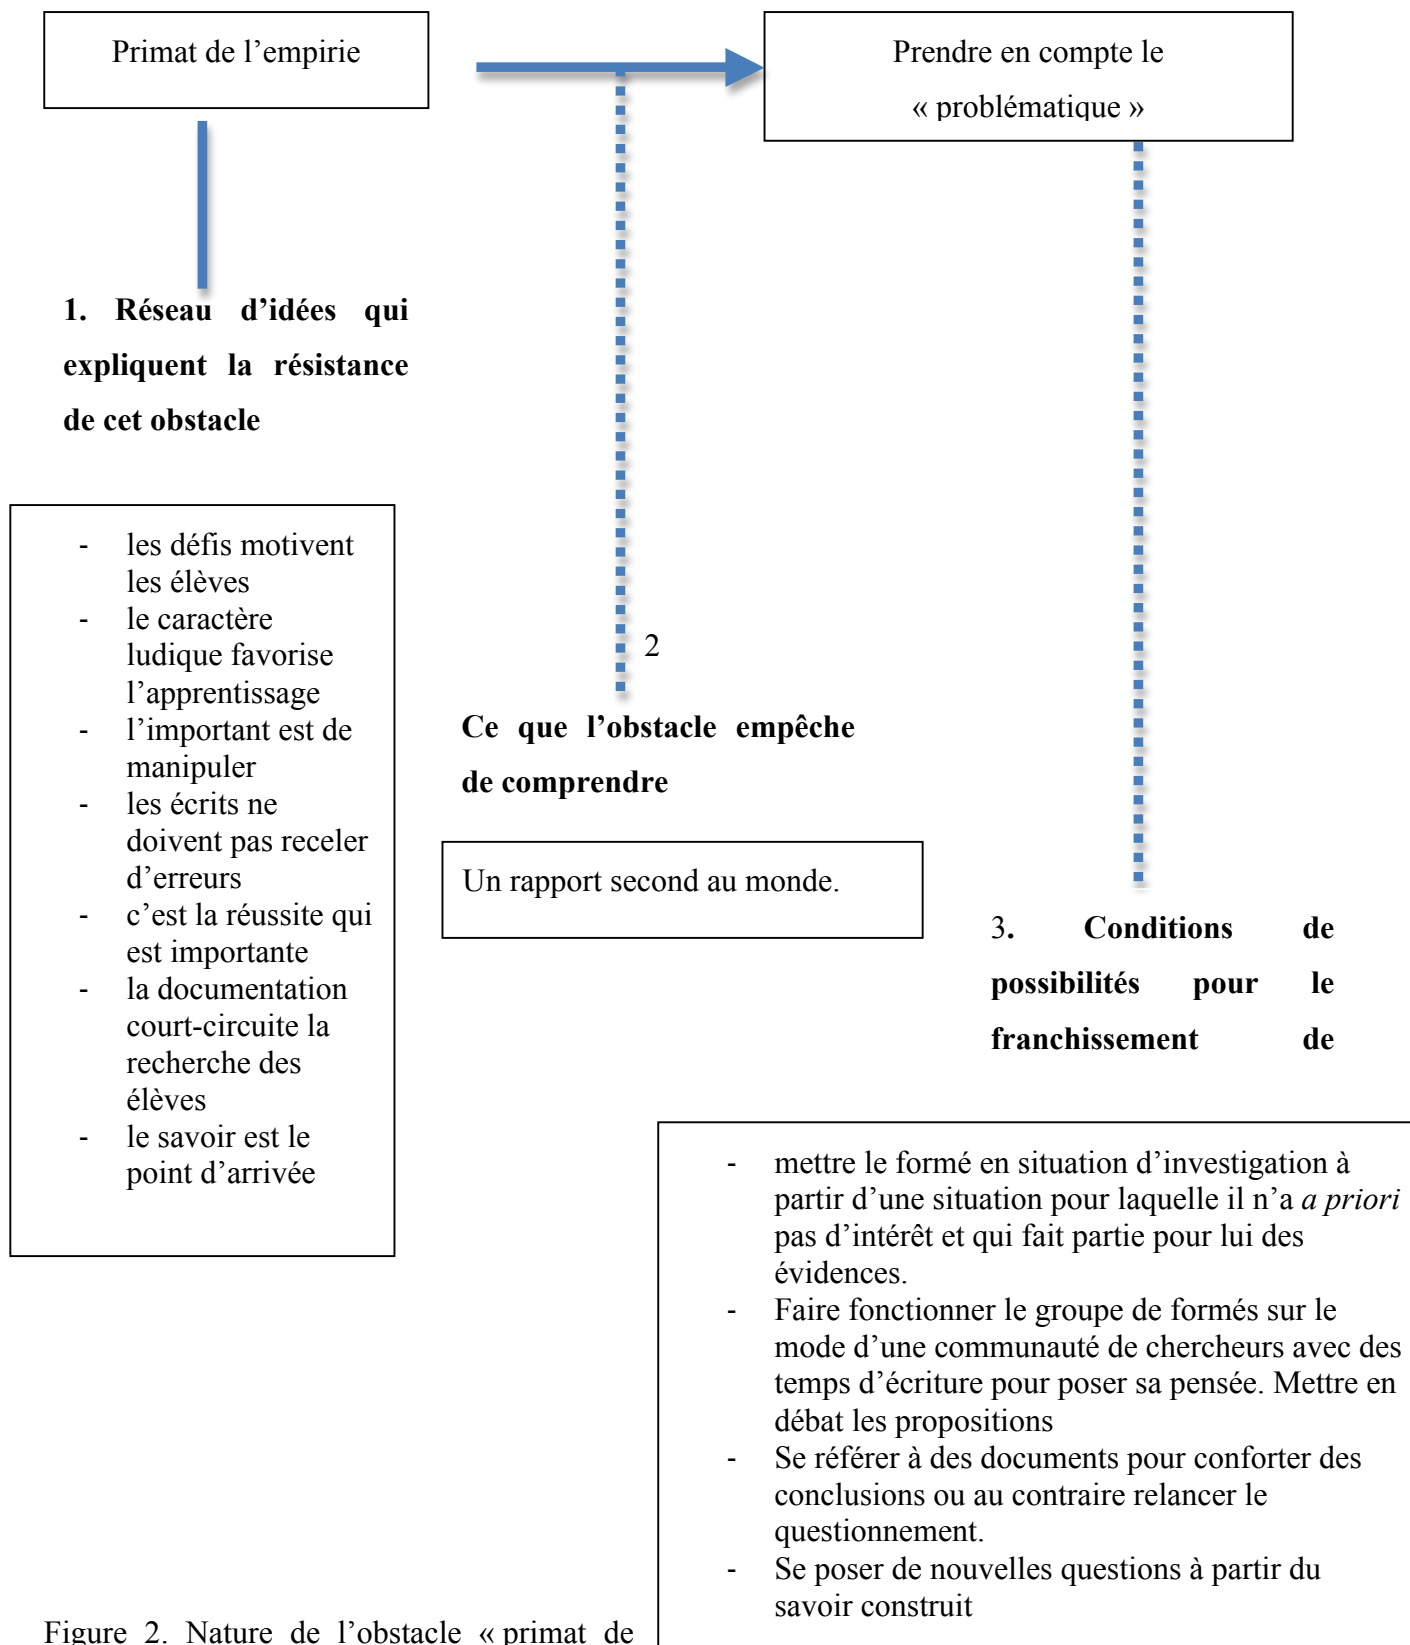 Primat de l’empirie
Prendre en compte le
« problématique »
1. Réseau d’idées qui
expliquent la résistance
de cet obstacle
- les défis motivent
les élèves
- le caractère
ludique favorise
l’apprentissage
- l’important est de
manipuler
- les écrits ne
doivent pas receler
d’erreurs
- c’est la réussite qui
est importante
- la documentation
court-circuite la
recherche des
élèves
- le savoir est le
point d’arrivée
2
Ce que l’obstacle empêche
de comprendre
Un rapport second au monde.
3. Conditions de
possibilités pour le
franchissement de
- mettre le formé en situation d’investigation à
partir d’une situation pour laquelle il n’a a priori
pas d’intérêt et qui fait partie pour lui des
évidences.
- Faire fonctionner le groupe de formés sur le
mode d’une communauté de chercheurs avec des
temps d’écriture pour poser sa pensée. Mettre en
débat les propositions
- Se référer à des documents pour conforter des
conclusions ou au contraire relancer le
questionnement.
- Se poser de nouvelles questions à partir du
savoir construit
Figure 2. Nature de l’obstacle « primat de